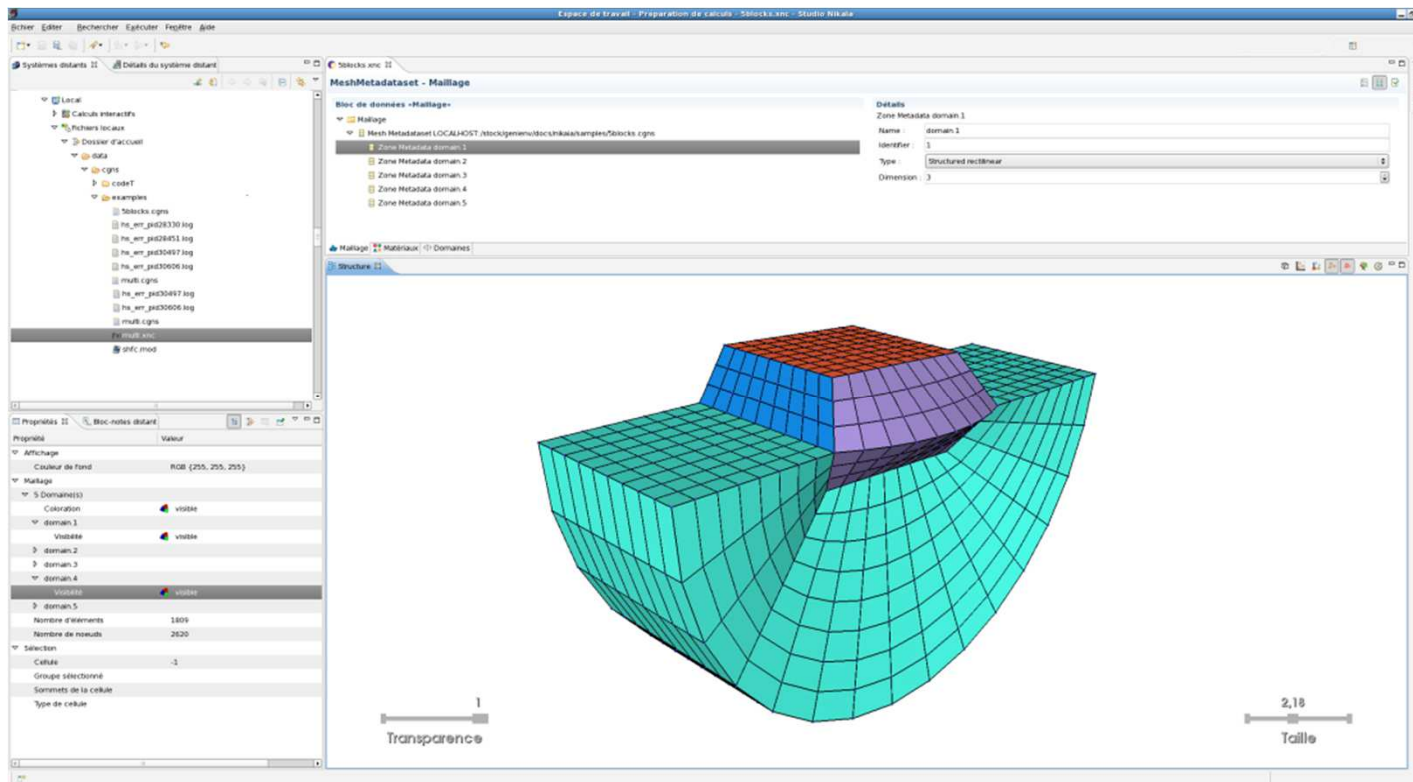 Espace de travail - Préparation de calculs - 5blocks.xnc - Studio Nikaia
Fichier Editer Rechercher Exécuter Fenêtre Aide
Systèmes distants Détails du système distant
Local
Calculs interactifs
Fichiers locaux
Dossier d'accueil
data
cgns
codeT
examples
5blocks.cgns
hs_err_pid28330.log
hs_err_pid28451.log
hs_err_pid30497.log
hs_err_pid30606.log
multi.cgns
hs_err_pid30497.log
hs_err_pid30606.log
multi.cgns
multi.xnc
shfc.mod
Propriétés Bloc-notes distant
Propriété Valeur
Affichage
Couleur de fond RGB {255, 255, 255}
Maillage
5 Domaine(s)
Coloration visible
domain.1
Visibilité visible
domain.2
domain.3
domain.4
Visibilité visible
domain.5
Nombre d'éléments 1809
Nombre de noeuds 2620
Sélection
Cellule -1
Groupe sélectionné
Sommets de la cellule
Type de cellule
5blocks.xnc
MeshMetadataset - Maillage
Bloc de données «Maillage»
Maillage
Mesh Metadataset LOCALHOST:/stock/genienv/docs/nikaia/samples/5blocks.cgns
Zone Metadata domain.1
Zone Metadata domain.2
Zone Metadata domain.3
Zone Metadata domain.4
Zone Metadata domain.5
Détails
Zone Metadata domain.1
Name : domain.1
Identifier : 1
Type : Structured rectilinear
Dimension : 3
Maillage Matériaux Domaines
Structure
1
Transparence
2,18
Taille